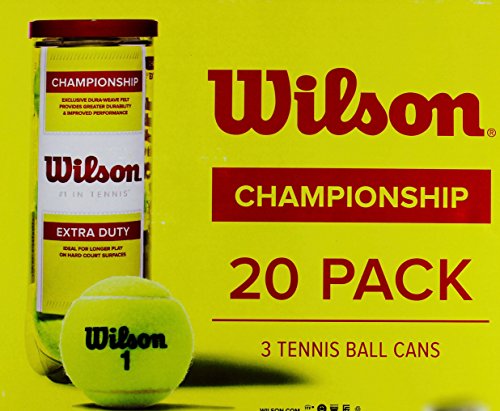 CHAMPIONSHIP
EXCLUSIVE DURA-WEAVE FELT
PROVIDES GREATER DURABILITY
& IMPROVED PERFORMANCE
Wilson
#1 IN TENNIS
EXTRA DUTY
IDEAL FOR LONGER PLAY
ON HARD COURT SURFACES
Wilson
1
Wilson
CHAMPIONSHIP
20 PACK
3 TENNIS BALL CANS
WILSON.COM